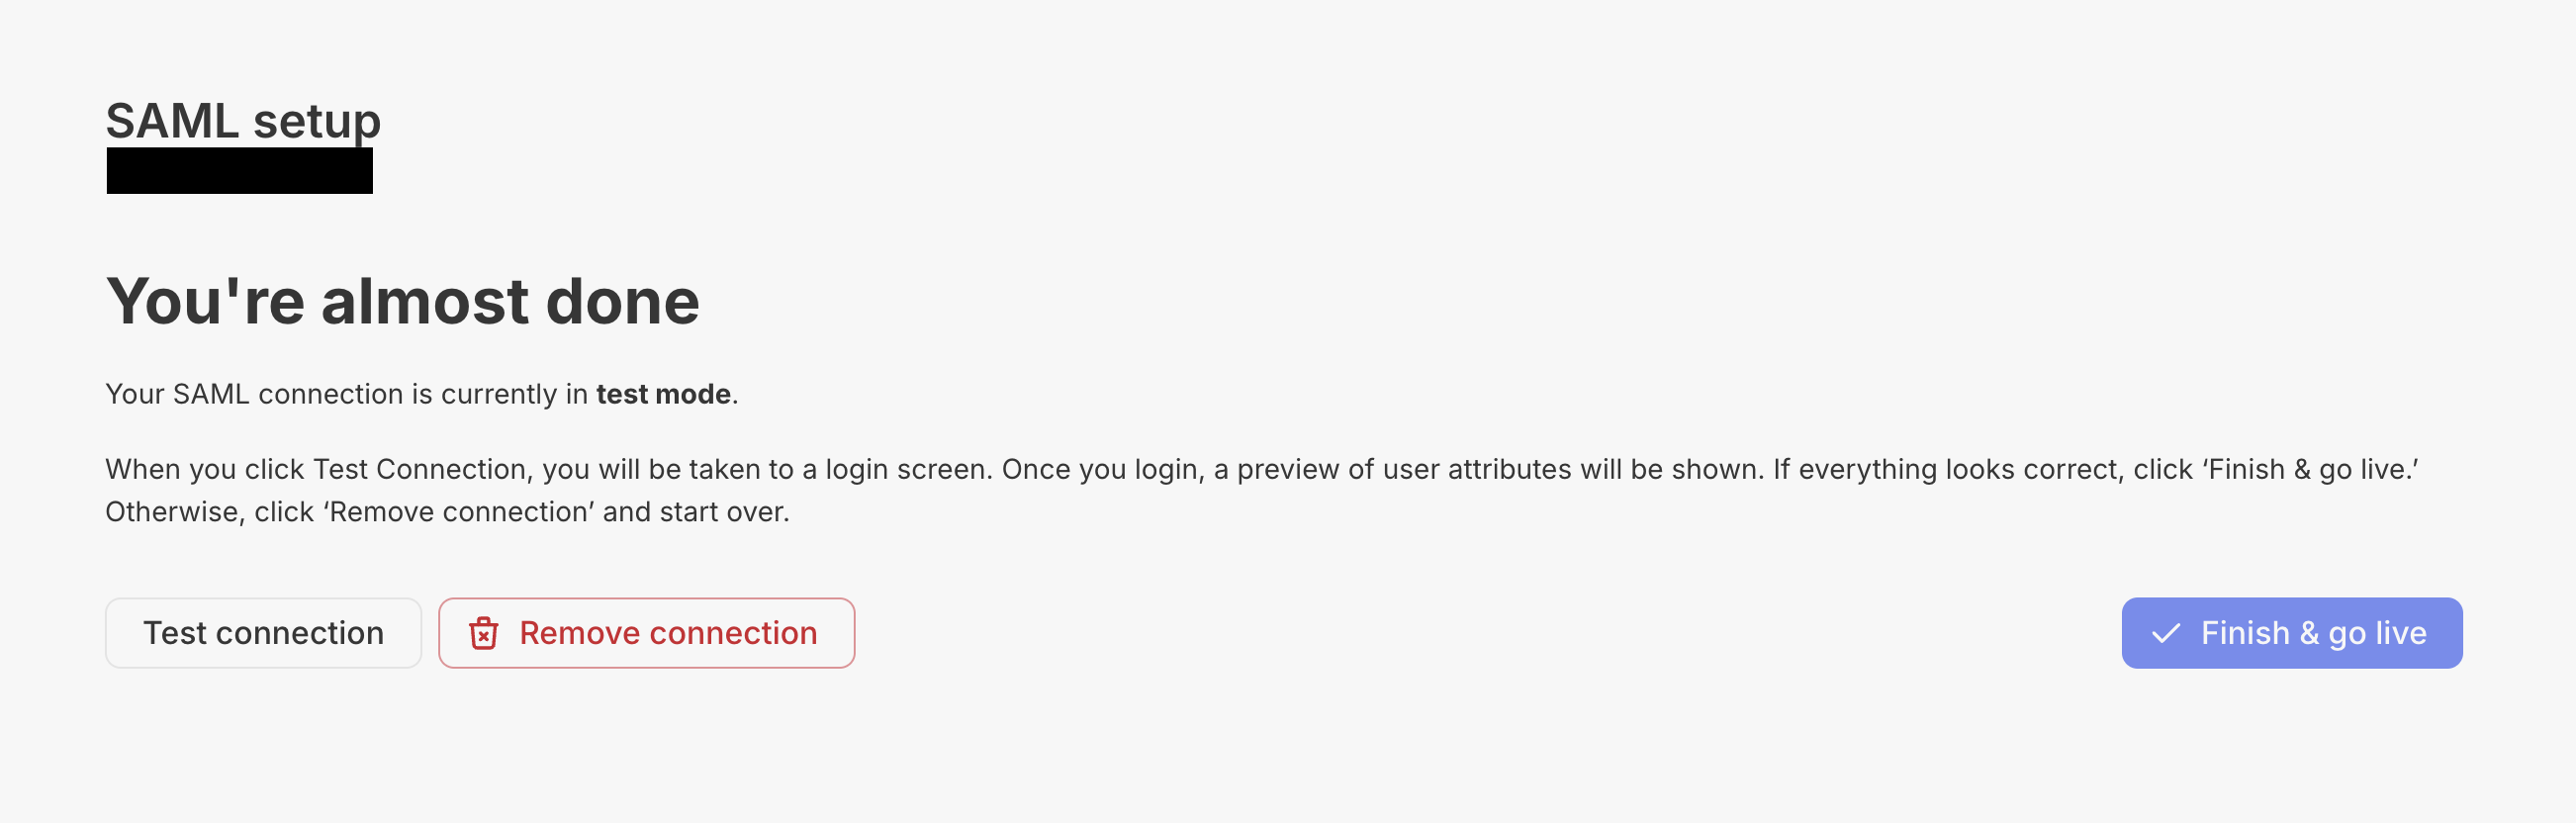 SAML setup
You're almost done
Your SAML connection is currently in test mode.
When you click Test Connection, you will be taken to a login screen. Once you login, a preview of user attributes will be shown. If everything looks correct, click ‘Finish & go live.’
Otherwise, click ‘Remove connection’ and start over.
Test connection
Remove connection
Finish & go live